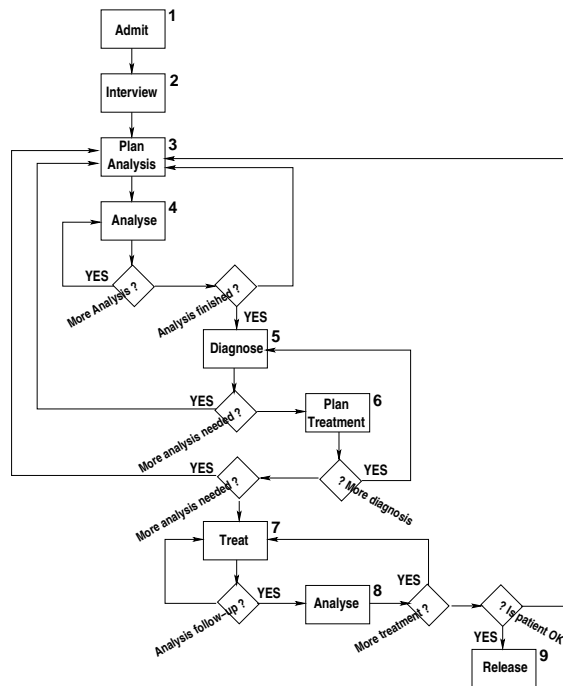 1
Admit
2
Interview
3
Plan
Analysis
4
Analyse
YES
More Analysis ?
Analysis finished ?
YES
5
Diagnose
YES
More analysis needed ?
6
Plan
Treatment
YES
? More diagnosis
YES
More analysis needed ?
7
Treat
YES
Analysis follow-up ?
8
Analyse
YES
More treatment ?
? Is patient OK
YES
9
Release